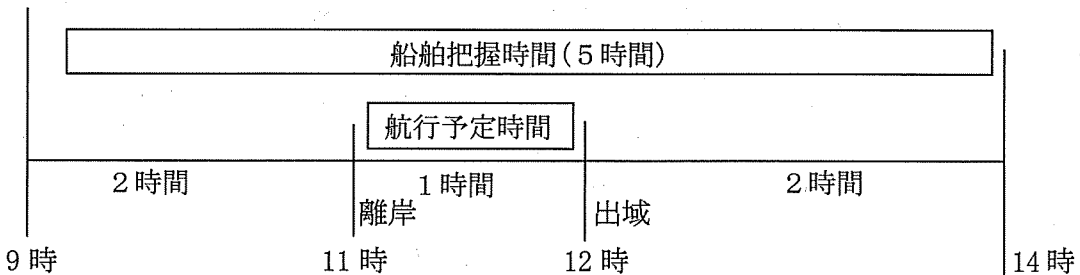 船舶把握時間(5時間)
航行予定時間
2時間 1時間 2時間
離岸 出域
9時 11時 12時 14時